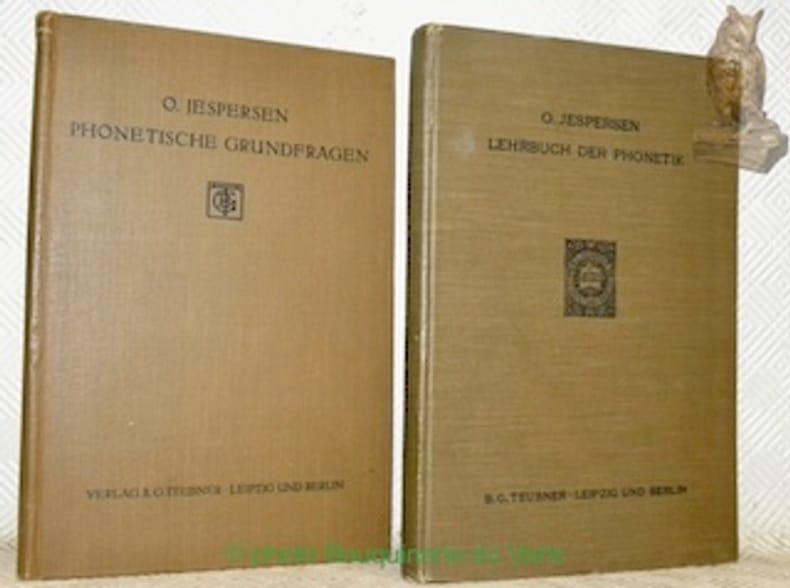 O. JESPERSEN
PHONETISCHE GRUNDFRAGEN
VERLAG B. G. TEUBNER · LEIPZIG UND BERLIN
O. JESPERSEN
LEHRBUCH DER PHONETIK
B. G. TEUBNER · LEIPZIG UND BERLIN
© photo Bouquinerie du Varis